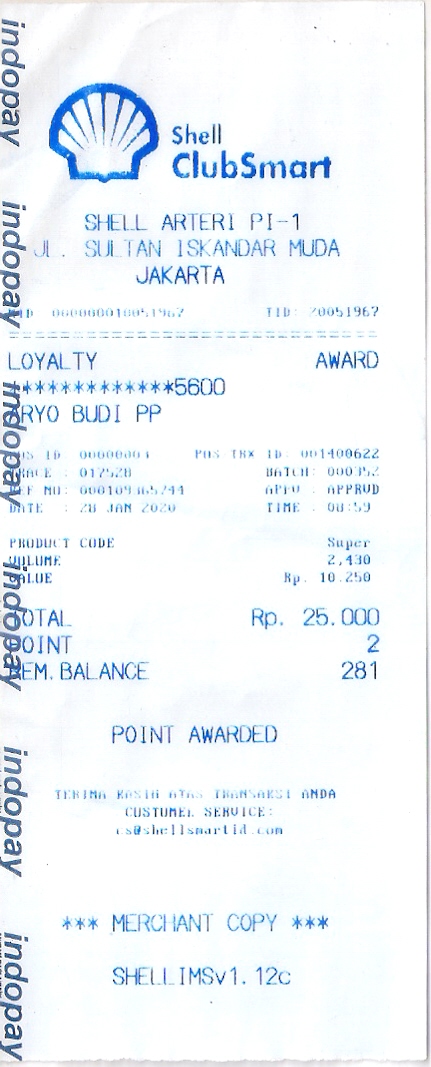 Shell
ClubSmart
SHELL ARTERI PI-1
JL. SULTAN ISKANDAR MUDA
JAKARTA
TID: 20051967
LOYALTY AWARD
************5600
ARYO BUDI PP
POS ID 00000001 POS TRX ID: 001400622
TRACE : 017528 BATCH: 000352
REF NO: APPV : APPRVD
DATE : 28 JAN 2020 TIME : 08:59
PRODUCT CODE Super
VOLUME 2,430
VALUE Rp. 10.250
TOTAL Rp. 25.000
POINT 2
REM.BALANCE 281
POINT AWARDED
TERIMA KASIH ATAS TRANSAKSI ANDA
CUSTOMER SERVICE:
cs@shellsmartid.com
*** MERCHANT COPY ***
SHELLIMSv1.12c
indopay
indopay
indopay
indopay
indopay
indopay